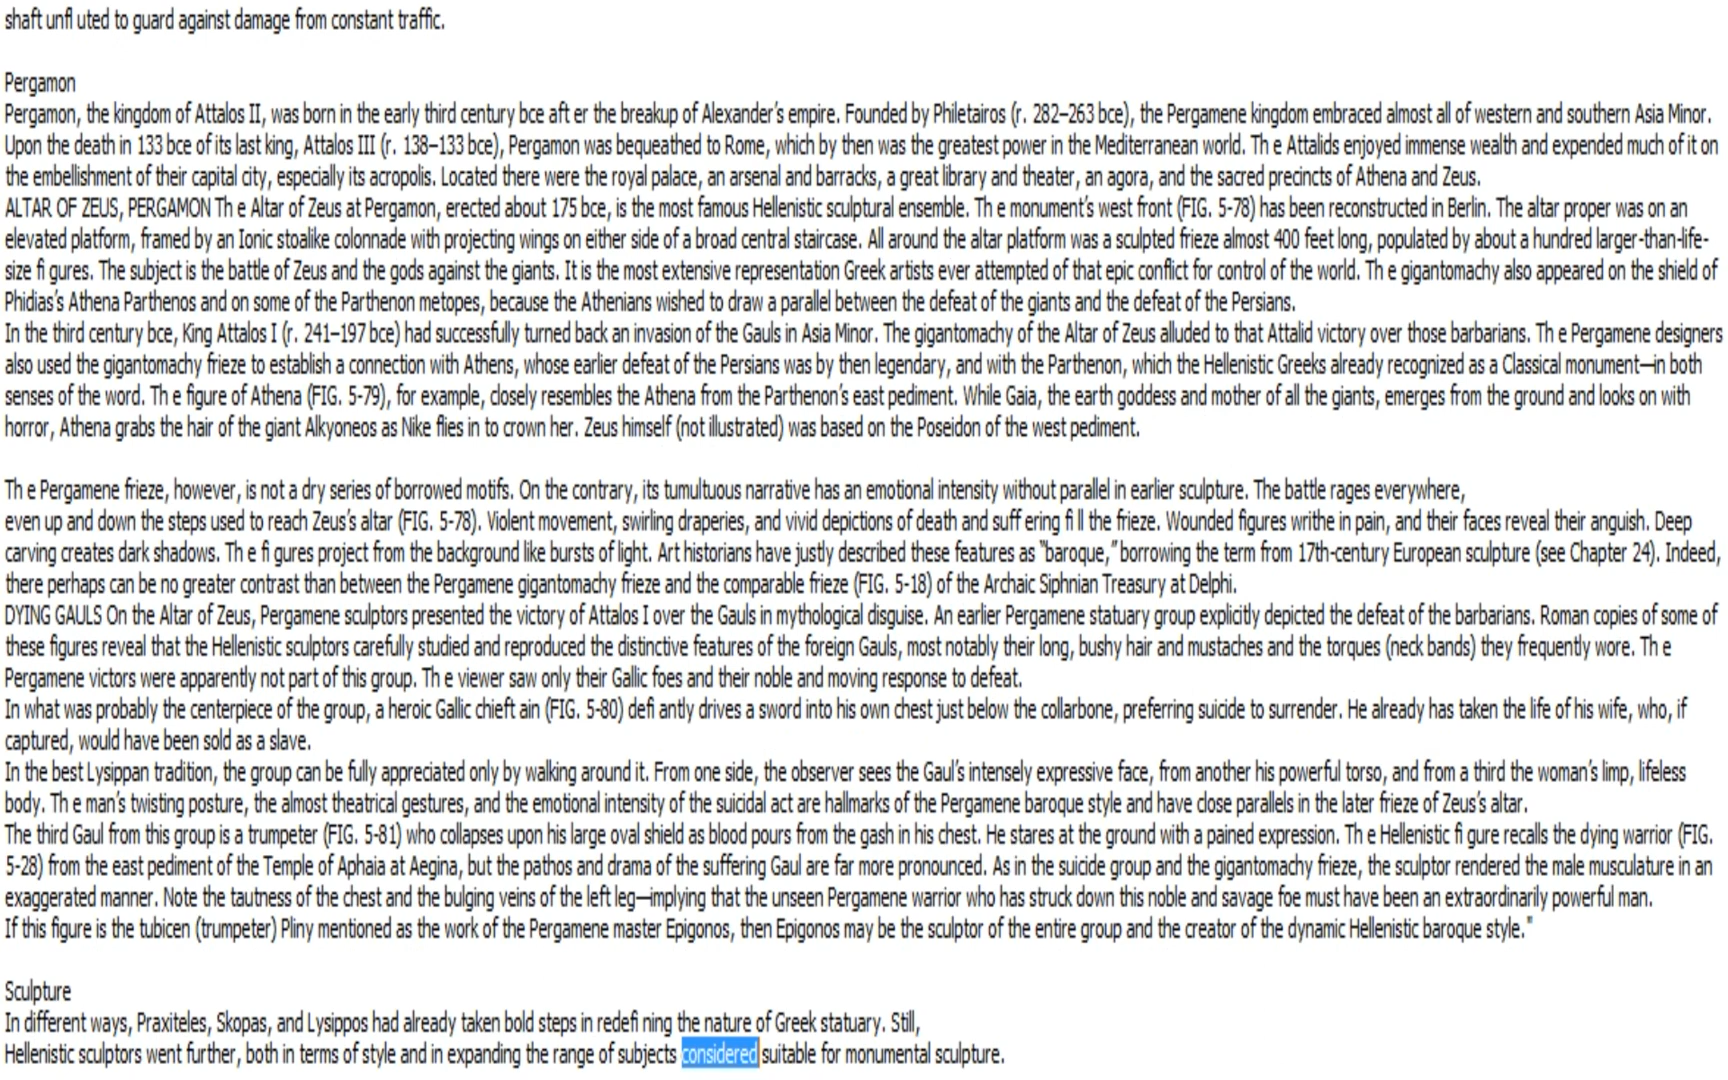 shaft unfl uted to guard against damage from constant traffic.
Pergamon
Pergamon, the kingdom of Attalos II, was born in the early third century bce aft er the breakup of Alexander's empire. Founded by Philetairos (r. 282–263 bce), the Pergamene kingdom embraced almost all of western and southern Asia Minor.
Upon the death in 133 bce of its last king, Attalos III (r. 138–133 bce), Pergamon was bequeathed to Rome, which by then was the greatest power in the Mediterranean world. Th e Attalids enjoyed immense wealth and expended much of it on
the embellishment of their capital city, especially its acropolis. Located there were the royal palace, an arsenal and barracks, a great library and theater, an agora, and the sacred precincts of Athena and Zeus.
ALTAR OF ZEUS, PERGAMON Th e Altar of Zeus at Pergamon, erected about 175 bce, is the most famous Hellenistic sculptural ensemble. Th e monument's west front (FIG. 5-78) has been reconstructed in Berlin. The altar proper was on an
elevated platform, framed by an Ionic stoalike colonnade with projecting wings on either side of a broad central staircase. All around the altar platform was a sculpted frieze almost 400 feet long, populated by about a hundred larger-than-life-
size fi gures. The subject is the battle of Zeus and the gods against the giants. It is the most extensive representation Greek artists ever attempted of that epic conflict for control of the world. Th e gigantomachy also appeared on the shield of
Phidias's Athena Parthenos and on some of the Parthenon metopes, because the Athenians wished to draw a parallel between the defeat of the giants and the defeat of the Persians.
In the third century bce, King Attalos I (r. 241–197 bce) had successfully turned back an invasion of the Gauls in Asia Minor. The gigantomachy of the Altar of Zeus alluded to that Attalid victory over those barbarians. Th e Pergamene designers
also used the gigantomachy frieze to establish a connection with Athens, whose earlier defeat of the Persians was by then legendary, and with the Parthenon, which the Hellenistic Greeks already recognized as a Classical monument—in both
senses of the word. Th e figure of Athena (FIG. 5-79), for example, closely resembles the Athena from the Parthenon's east pediment. While Gaia, the earth goddess and mother of all the giants, emerges from the ground and looks on with
horror, Athena grabs the hair of the giant Alkyoneos as Nike flies in to crown her. Zeus himself (not illustrated) was based on the Poseidon of the west pediment.
Th e Pergamene frieze, however, is not a dry series of borrowed motifs. On the contrary, its tumultuous narrative has an emotional intensity without parallel in earlier sculpture. The battle rages everywhere,
even up and down the steps used to reach Zeus's altar (FIG. 5-78). Violent movement, swirling draperies, and vivid depictions of death and suff ering fi ll the frieze. Wounded figures writhe in pain, and their faces reveal their anguish. Deep
carving creates dark shadows. Th e fi gures project from the background like bursts of light. Art historians have justly described these features as “baroque,” borrowing the term from 17th-century European sculpture (see Chapter 24). Indeed,
there perhaps can be no greater contrast than between the Pergamene gigantomachy frieze and the comparable frieze (FIG. 5-18) of the Archaic Siphnian Treasury at Delphi.
DYING GAULS On the Altar of Zeus, Pergamene sculptors presented the victory of Attalos I over the Gauls in mythological disguise. An earlier Pergamene statuary group explicitly depicted the defeat of the barbarians. Roman copies of some of
these figures reveal that the Hellenistic sculptors carefully studied and reproduced the distinctive features of the foreign Gauls, most notably their long, bushy hair and mustaches and the torques (neck bands) they frequently wore. Th e
Pergamene victors were apparently not part of this group. Th e viewer saw only their Gallic foes and their noble and moving response to defeat.
In what was probably the centerpiece of the group, a heroic Gallic chieft ain (FIG. 5-80) defi antly drives a sword into his own chest just below the collarbone, preferring suicide to surrender. He already has taken the life of his wife, who, if
captured, would have been sold as a slave.
In the best Lysippan tradition, the group can be fully appreciated only by walking around it. From one side, the observer sees the Gaul's intensely expressive face, from another his powerful torso, and from a third the woman's limp, lifeless
body. Th e man's twisting posture, the almost theatrical gestures, and the emotional intensity of the suicidal act are hallmarks of the Pergamene baroque style and have close parallels in the later frieze of Zeus's altar.
The third Gaul from this group is a trumpeter (FIG. 5-81) who collapses upon his large oval shield as blood pours from the gash in his chest. He stares at the ground with a pained expression. Th e Hellenistic fi gure recalls the dying warrior (FIG.
5-28) from the east pediment of the Temple of Aphaia at Aegina, but the pathos and drama of the suffering Gaul are far more pronounced. As in the suicide group and the gigantomachy frieze, the sculptor rendered the male musculature in an
exaggerated manner. Note the tautness of the chest and the bulging veins of the left leg—implying that the unseen Pergamene warrior who has struck down this noble and savage foe must have been an extraordinarily powerful man.
If this figure is the tubicen (trumpeter) Pliny mentioned as the work of the Pergamene master Epigonos, then Epigonos may be the sculptor of the entire group and the creator of the dynamic Hellenistic baroque style."
Sculpture
In different ways, Praxiteles, Skopas, and Lysippos had already taken bold steps in redefi ning the nature of Greek statuary. Still,
Hellenistic sculptors went further, both in terms of style and in expanding the range of subjects considered suitable for monumental sculpture.